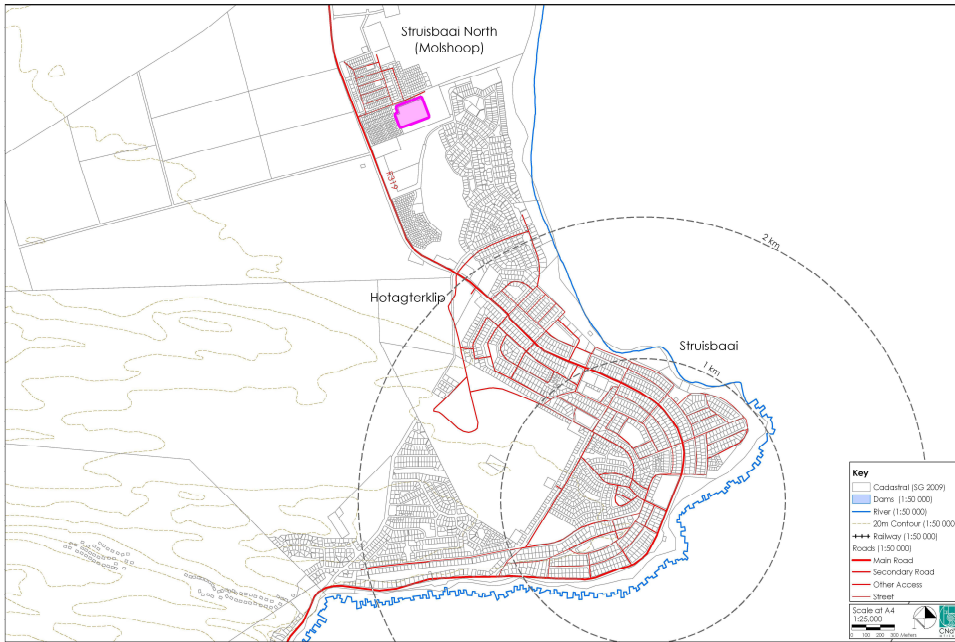 Struisbaai North
(Molshoop)
R319
2 km
Hotagterklip
Struisbaai
1 km
Key
Cadastral (SG 2009)
Dams (1:50 000)
River (1:50 000)
20m Contour (1:50 000)
Railway (1:50 000)
Roads (1:50 000)
Main Road
Secondary Road
Other Access
Street
Scale at A4
1:25,000
0 100 200 300 Meters